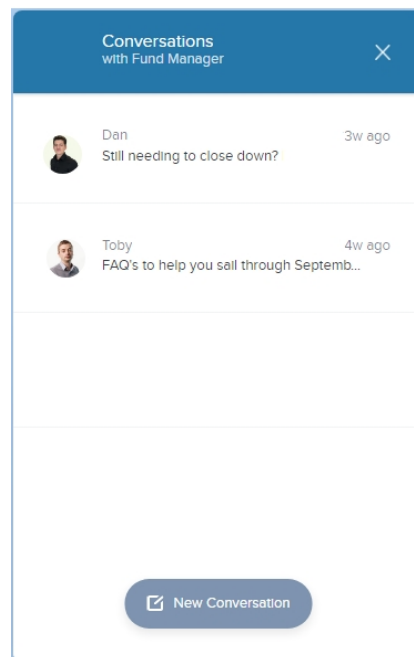 Conversations
with Fund Manager
Dan
3w ago
Still needing to close down?
Toby
4w ago
FAQ's to help you sail through Septemb...
New Conversation